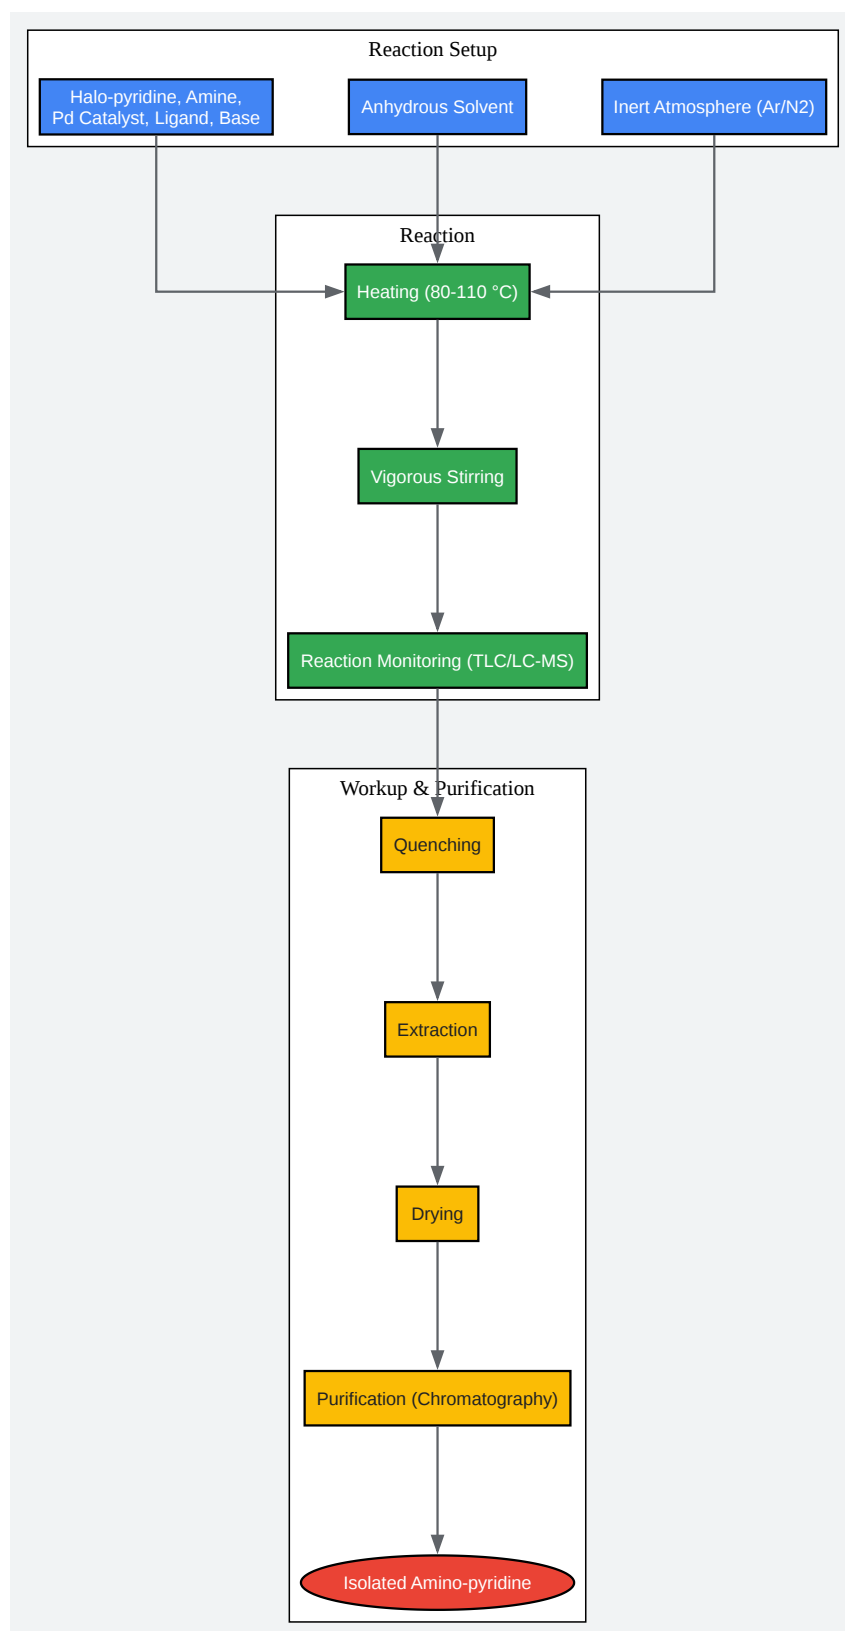 Reaction Setup
Halo-pyridine, Amine,
Pd Catalyst, Ligand, Base
Anhydrous Solvent
Inert Atmosphere (Ar/N2)
Reaction
Heating (80-110 °C)
Vigorous Stirring
Reaction Monitoring (TLC/LC-MS)
Workup & Purification
Quenching
Extraction
Drying
Purification (Chromatography)
Isolated Amino-pyridine